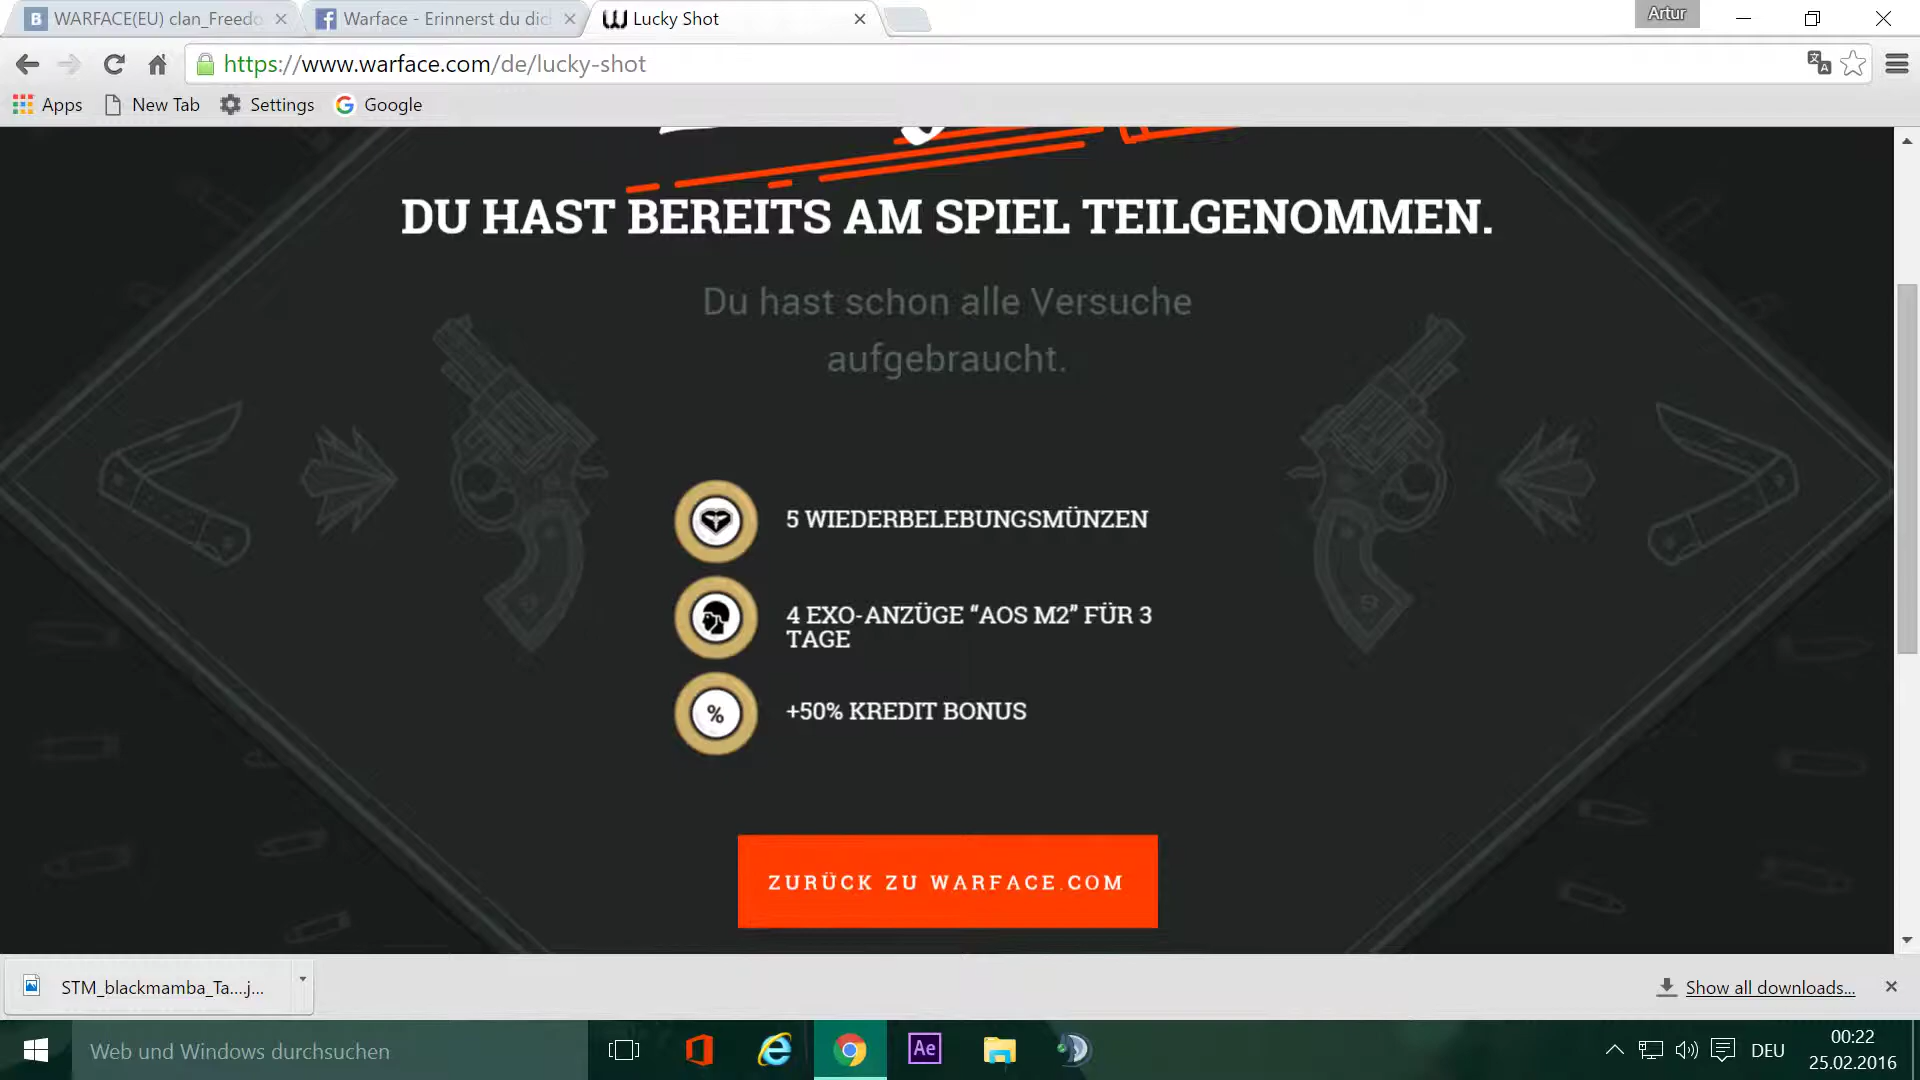 WARFACE(EU) clan_Freedo
Warface - Erinnerst du dic
Lucky Shot
Artur
https://www.warface.com/de/lucky-shot
Apps
New Tab
Settings
Google
DU HAST BEREITS AM SPIEL TEILGENOMMEN.
Du hast schon alle Versuche
aufgebraucht.
5 WIEDERBELEBUNGSMÜNZEN
4 EXO-ANZÜGE “AOS M2” FÜR 3
TAGE
%
+50% KREDIT BONUS
ZURÜCK ZU WARFACE.COM
STM_blackmamba_Ta....j...
Show all downloads...
Web und Windows durchsuchen
Ae
DEU
00:22
25.02.2016